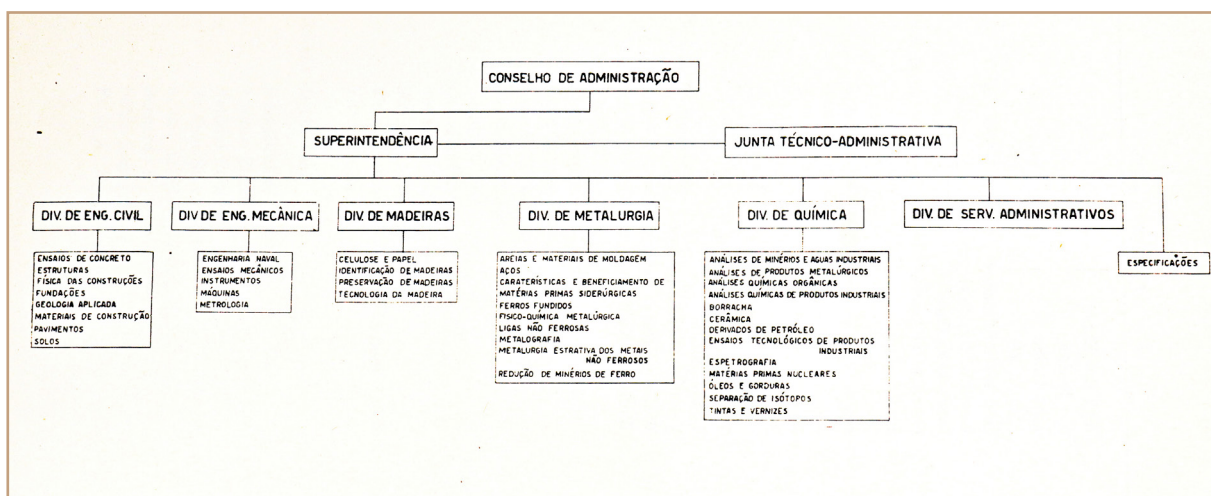 CONSELHO DE ADMINISTRAÇÃO
SUPERINTENDÊNCIA
JUNTA TÉCNICO-ADMINISTRATIVA
DIV. DE ENG. CIVIL
ENSAIOS DE CONCRETO
ESTRUTURAS
FÍSICA DAS CONSTRUÇÕES
FUNDAÇÕES
GEOLOGIA APLICADA
MATERIAIS DE CONSTRUÇÃO
PAVIMENTOS
SOLOS
DIV DE ENG. MECÂNICA
ENGENHARIA NAVAL
ENSAIOS MECÂNICOS
INSTRUMENTOS
MÁQUINAS
METROLOGIA
DIV. DE MADEIRAS
CELULOSE E PAPEL
IDENTIFICAÇÃO DE MADEIRAS
PRESERVAÇÃO DE MADEIRAS
TECNOLOGIA DA MADEIRA
DIV. DE METALURGIA
AREIAS E MATERIAIS DE MOLDAGEM
AÇOS
CARATERÍSTICAS E BENEFICIAMENTO DE
MATÉRIAS PRIMAS SIDERÚRGICAS
FERROS FUNDIDOS
FISICO-QUÍMICA METALÚRGICA
LIGAS NÃO FERROSAS
METALOGRAFIA
METALURGIA ESTRATIVA DOS METAIS
NÃO FERROSOS
REDUÇÃO DE MINÉRIOS DE FERRO
DIV. DE QUÍMICA
ANÁLISES DE MINÉRIOS E AGUAS INDUSTRIAIS
ANÁLISES DE PRODUTOS METALÚRGICOS
ANÁLISES QUÍMICAS ORGÂNICAS
ANÁLISES QUÍMICAS DE PRODUTOS INDUSTRIAIS
BORRACHA
CERÂMICA
DERIVADOS DE PETRÓLEO
ENSAIOS TECNOLÓGICOS DE PRODUTOS
INDUSTRIAIS
ESPETROGRAFIA
MATÉRIAS PRIMAS NUCLEARES
ÓLEOS E GORDURAS
SEPARAÇÃO DE ISÓTOPOS
TINTAS E VERNIZES
DIV. DE SERV. ADMINISTRATIVOS
ESPECIFICAÇÕES